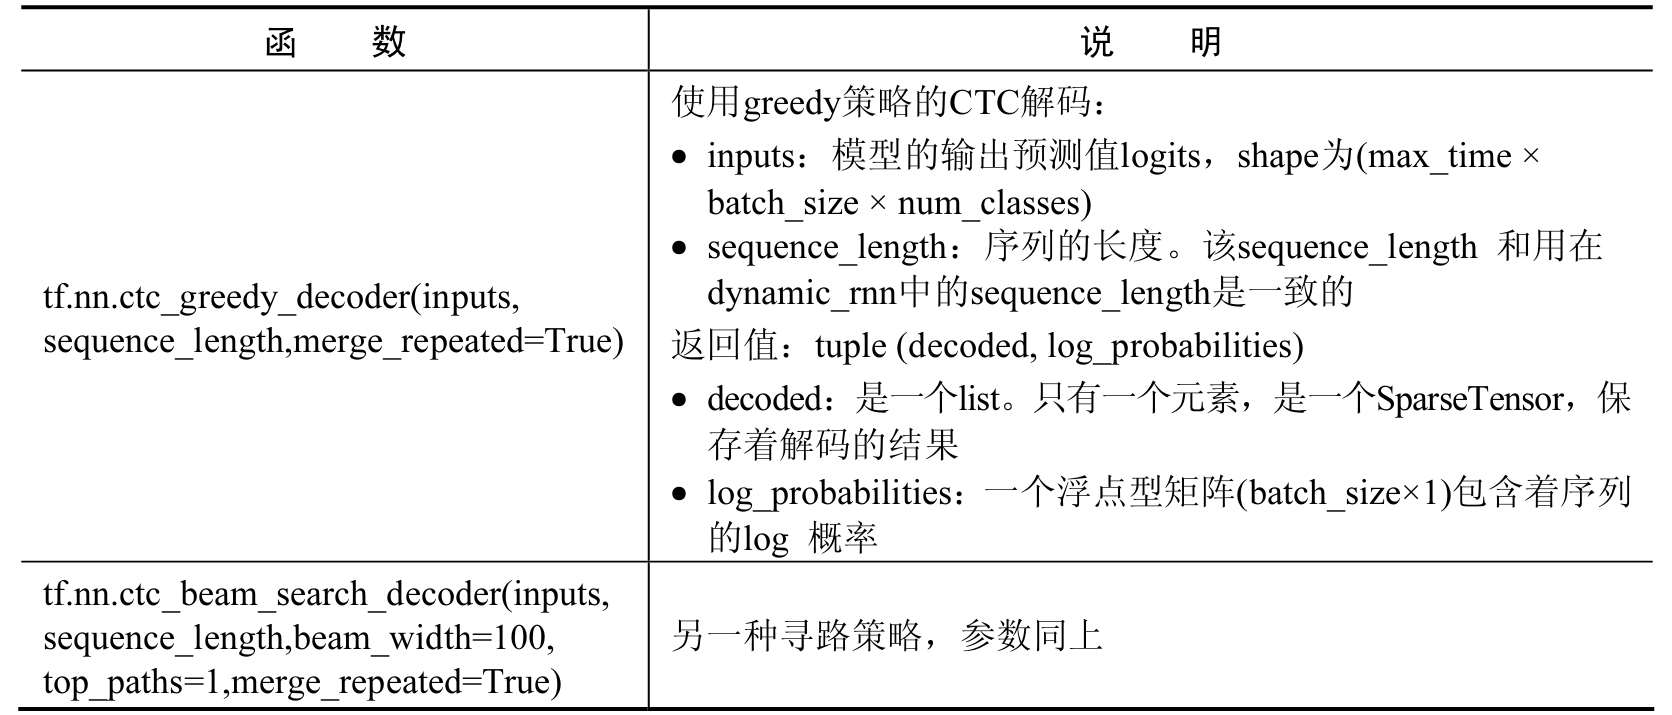 函 数
说 明
tf.nn.ctc_greedy_decoder(inputs,
sequence_length,merge_repeated=True)
使用greedy策略的CTC解码：
● inputs：模型的输出预测值logits，shape为(max_time ×
batch_size × num_classes)
● sequence_length：序列的长度。该sequence_length 和用在
dynamic_rnn中的sequence_length是一致的
返回值：tuple (decoded, log_probabilities)
● decoded：是一个list。只有一个元素，是一个SparseTensor，保
存着解码的结果
● log_probabilities：一个浮点型矩阵(batch_size×1)包含着序列
的log 概率
tf.nn.ctc_beam_search_decoder(inputs,
sequence_length,beam_width=100,
top_paths=1,merge_repeated=True)
另一种寻路策略，参数同上